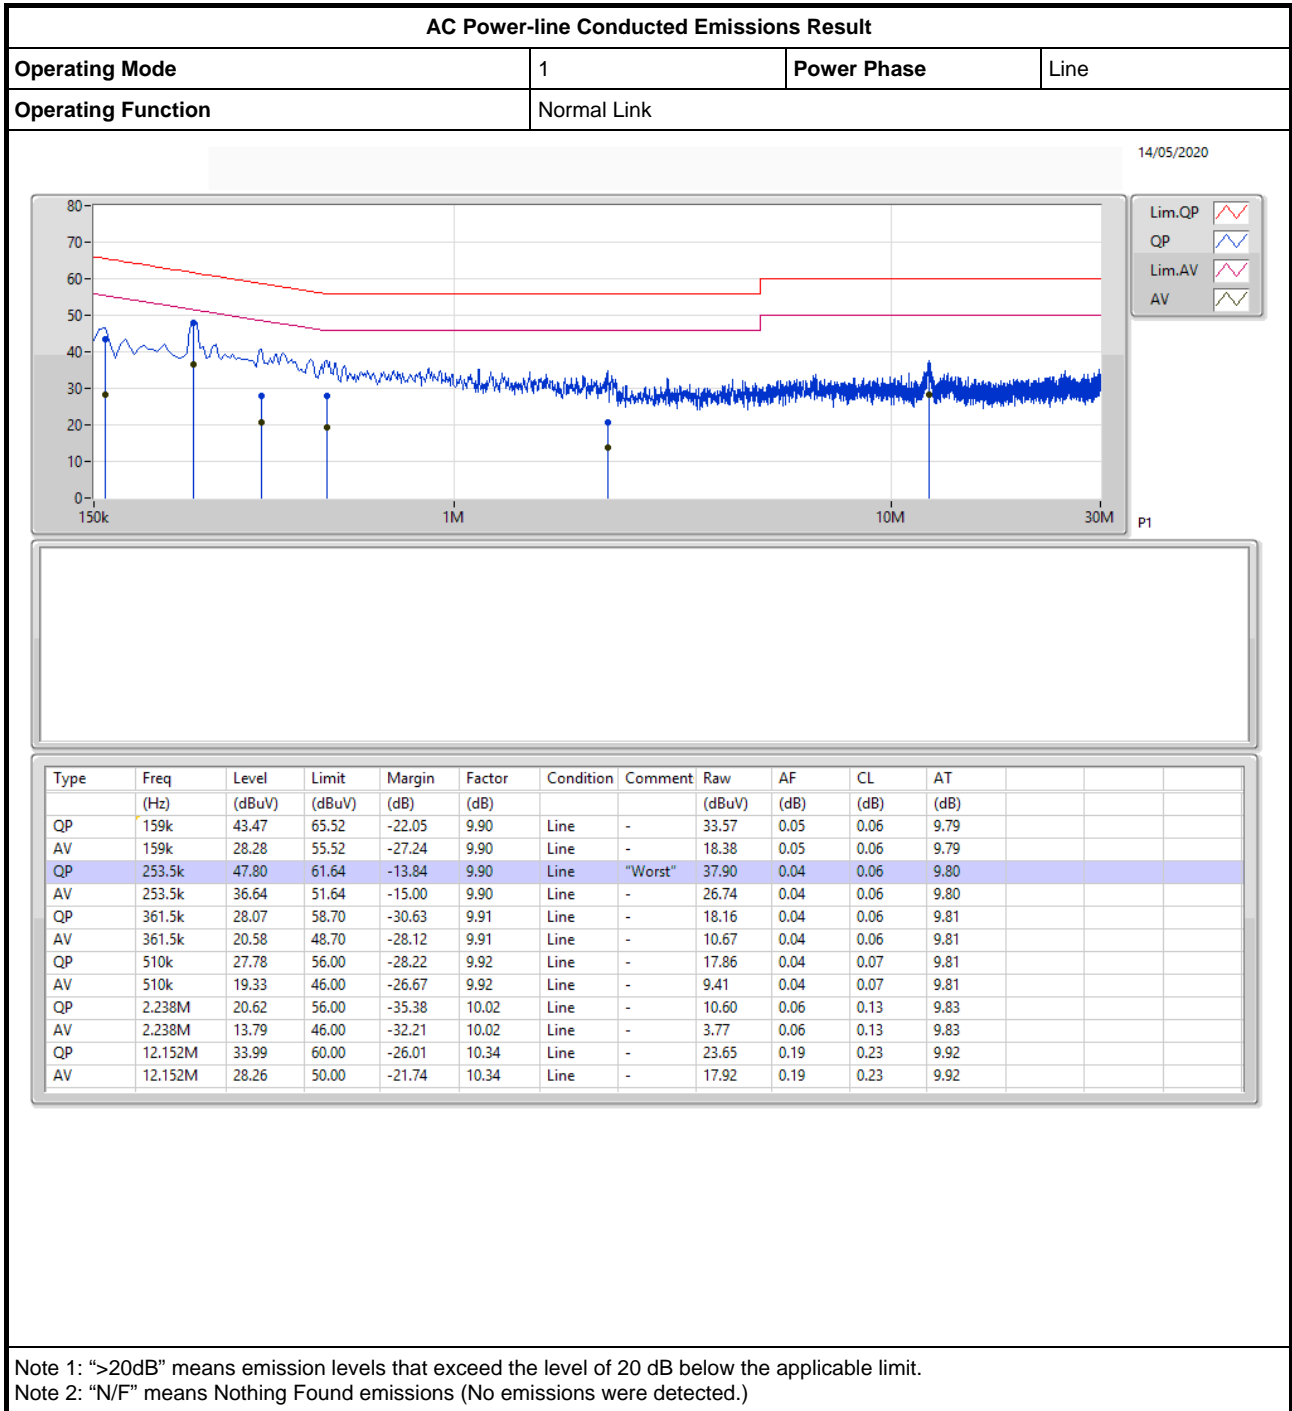 AC Power-line Conducted Emissions Result
Operating Mode 1 Power Phase Line
Operating Function Normal Link
14/05/2020
80
70
60
50
40
30
20
10
0
150k 1M 10M 30M
P1
Lim.QP
QP
Lim.AV
AV
Type Freq Level Limit Margin Factor Condition Comment Raw AF CL AT
(Hz) (dBuV) (dBuV) (dB) (dB) (dBuV) (dB) (dB) (dB)
QP 159k 43.47 65.52 -22.05 9.90 Line - 33.57 0.05 0.06 9.79
AV 159k 28.28 55.52 -27.24 9.90 Line - 18.38 0.05 0.06 9.79
QP 253.5k 47.80 61.64 -13.84 9.90 Line "Worst" 37.90 0.04 0.06 9.80
AV 253.5k 36.64 51.64 -15.00 9.90 Line - 26.74 0.04 0.06 9.80
QP 361.5k 28.07 58.70 -30.63 9.91 Line - 18.16 0.04 0.06 9.81
AV 361.5k 20.58 48.70 -28.12 9.91 Line - 10.67 0.04 0.06 9.81
QP 510k 27.78 56.00 -28.22 9.92 Line - 17.86 0.04 0.07 9.81
AV 510k 19.33 46.00 -26.67 9.92 Line - 9.41 0.04 0.07 9.81
QP 2.238M 20.62 56.00 -35.38 10.02 Line - 10.60 0.06 0.13 9.83
AV 2.238M 13.79 46.00 -32.21 10.02 Line - 3.77 0.06 0.13 9.83
QP 12.152M 33.99 60.00 -26.01 10.34 Line - 23.65 0.19 0.23 9.92
AV 12.152M 28.26 50.00 -21.74 10.34 Line - 17.92 0.19 0.23 9.92
Note 1: “>20dB” means emission levels that exceed the level of 20 dB below the applicable limit.
Note 2: “N/F” means Nothing Found emissions (No emissions were detected.)